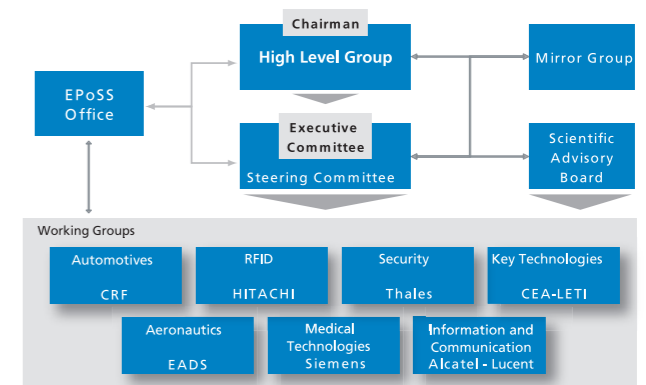 Chairman
High Level Group
Mirror Group
EPoSS
Office
Executive
Committee
Steering Committee
Scientific
Advisory
Board
Working Groups
Automotives
CRF
RFID
HITACHI
Security
Thales
Key Technologies
CEA-LETI
Aeronautics
EADS
Medical
Technologies
Siemens
Information and
Communication
Alcatel - Lucent